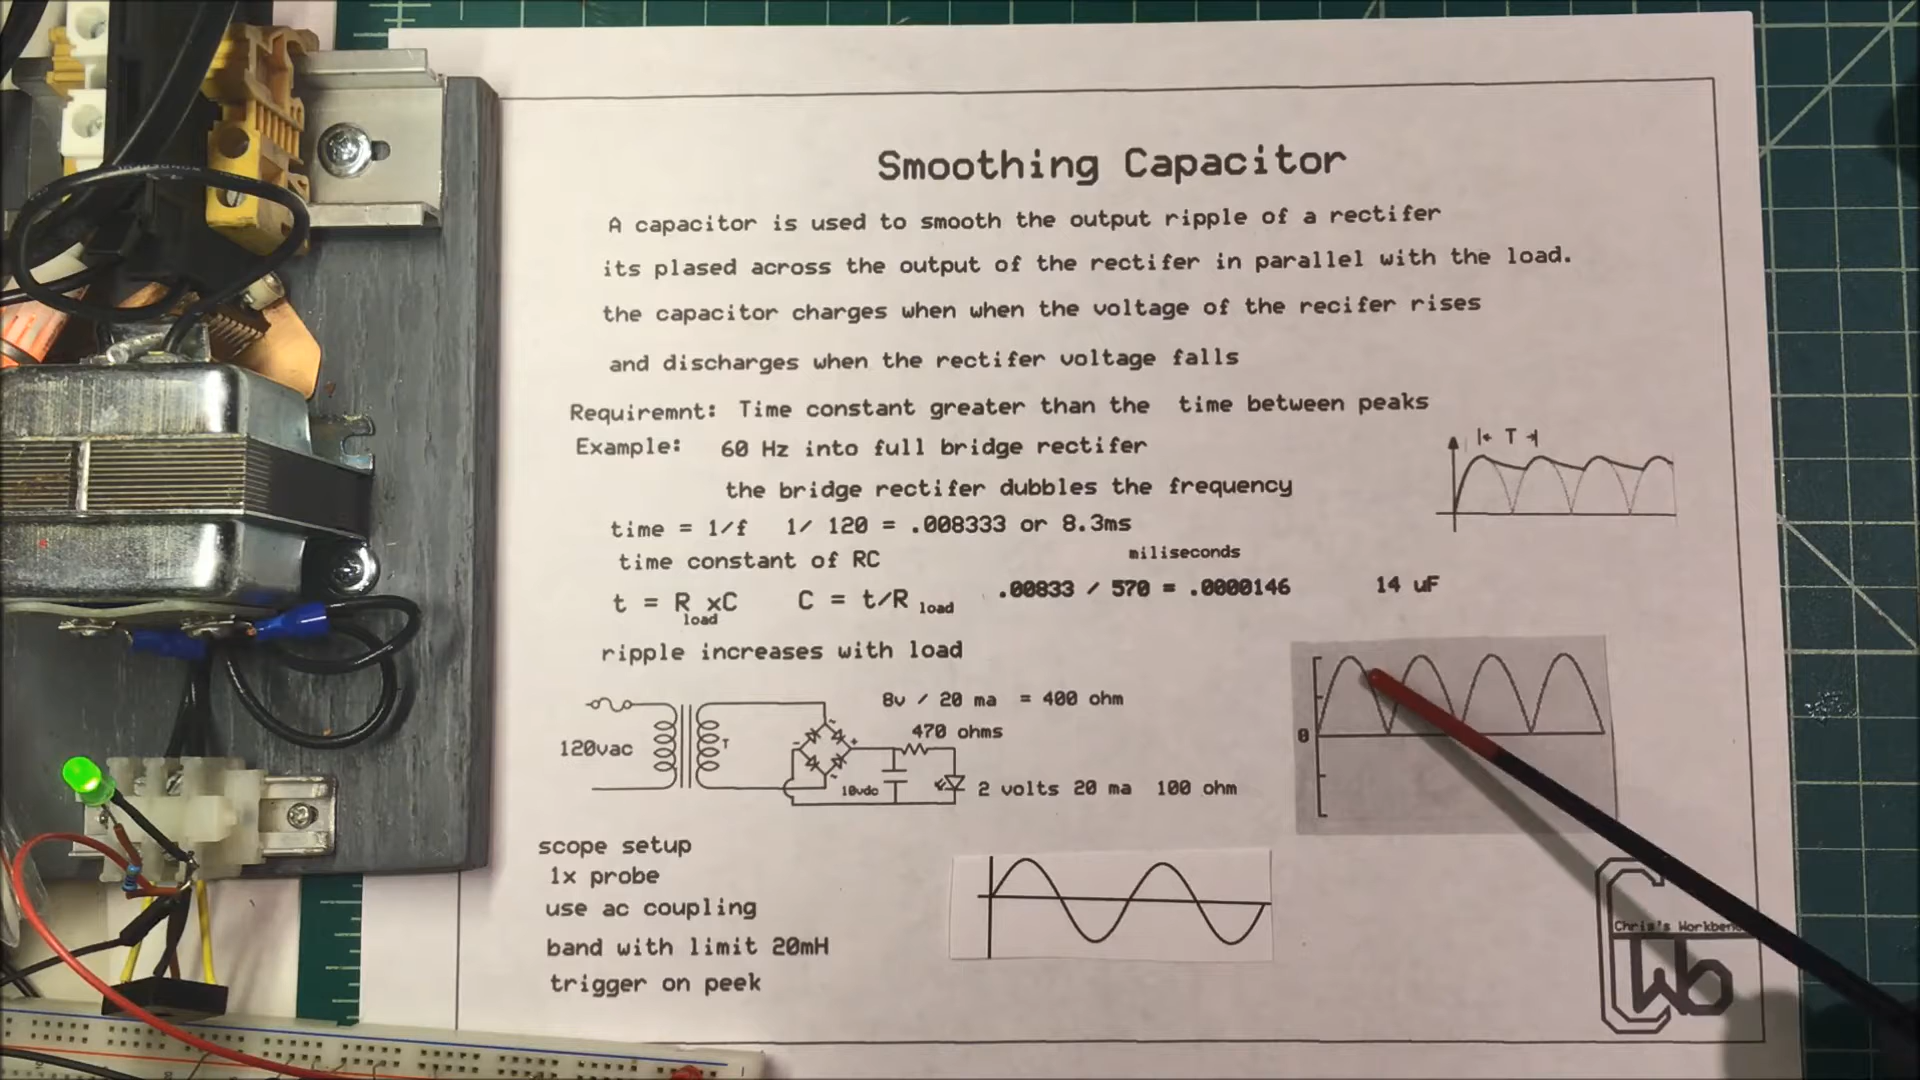 Smoothing Capacitor
A capacitor is used to smooth the output ripple of a rectifer
its plased across the output of the rectifer in parallel with the load.
the capacitor charges when when the voltage of the recifer rises
and discharges when the rectifer voltage falls
Requiremnt: Time constant greater than the time between peaks
Example: 60 Hz into full bridge rectifer
T
the bridge rectifer dubbles the frequency
time = 1/f 1/ 120 = .008333 or 8.3ms
miliseconds
time constant of RC
t = R load xC C = t/R load .00833 / 570 = .0000146 14 uF
ripple increases with load
8v / 20 ma = 400 ohm
470 ohms
120vac T
10vdc 2 volts 20 ma 100 ohm
0
scope setup
1x probe
use ac coupling
band with limit 20mH
trigger on peek
Chris's
CWb